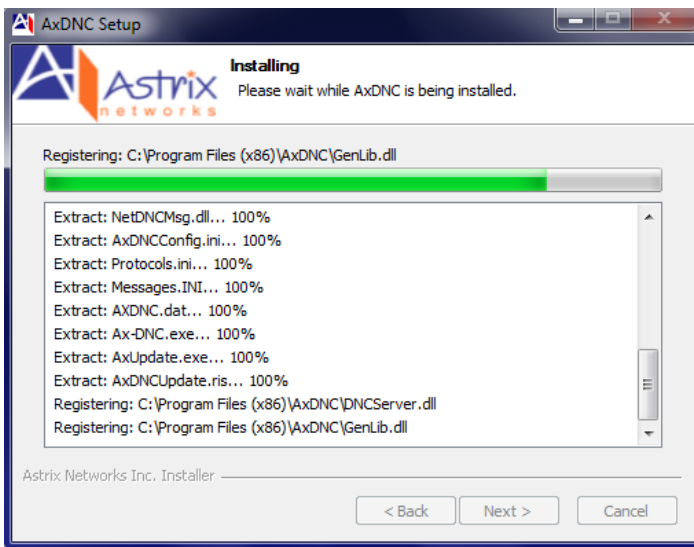 AxDNC Setup
Astrix
networks
Installing
Please wait while AxDNC is being installed.
Registering: C:\Program Files (x86)\AxDNC\GenLib.dll
Extract: NetDNCMsg.dll... 100%
Extract: AxDNCConfig.ini... 100%
Extract: Protocols.ini... 100%
Extract: Messages.INI... 100%
Extract: AXDNC.dat... 100%
Extract: Ax-DNC.exe... 100%
Extract: AxUpdate.exe... 100%
Extract: AxDNCUpdate.ris... 100%
Registering: C:\Program Files (x86)\AxDNC\DNCServer.dll
Registering: C:\Program Files (x86)\AxDNC\GenLib.dll
Astrix Networks Inc. Installer
< Back
Next >
Cancel